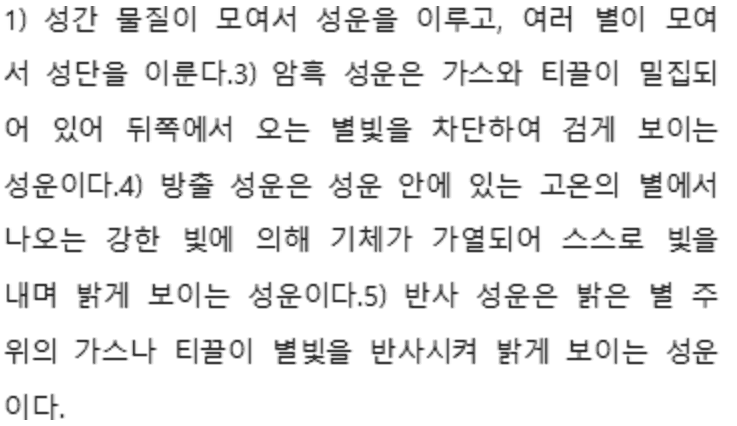 1) 성간 물질이 모여서 성운을 이루고, 여러 별이 모여
서 성단을 이룬다.3) 암흑 성운은 가스와 티끌이 밀집되
어 있어 뒤쪽에서 오는 별빛을 차단하여 검게 보이는
성운이다.4) 방출 성운은 성운 안에 있는 고온의 별에서
나오는 강한 빛에 의해 기체가 가열되어 스스로 빛을
내며 밝게 보이는 성운이다.5) 반사 성운은 밝은 별 주
위의 가스나 티끌이 별빛을 반사시켜 밝게 보이는 성운
이다.